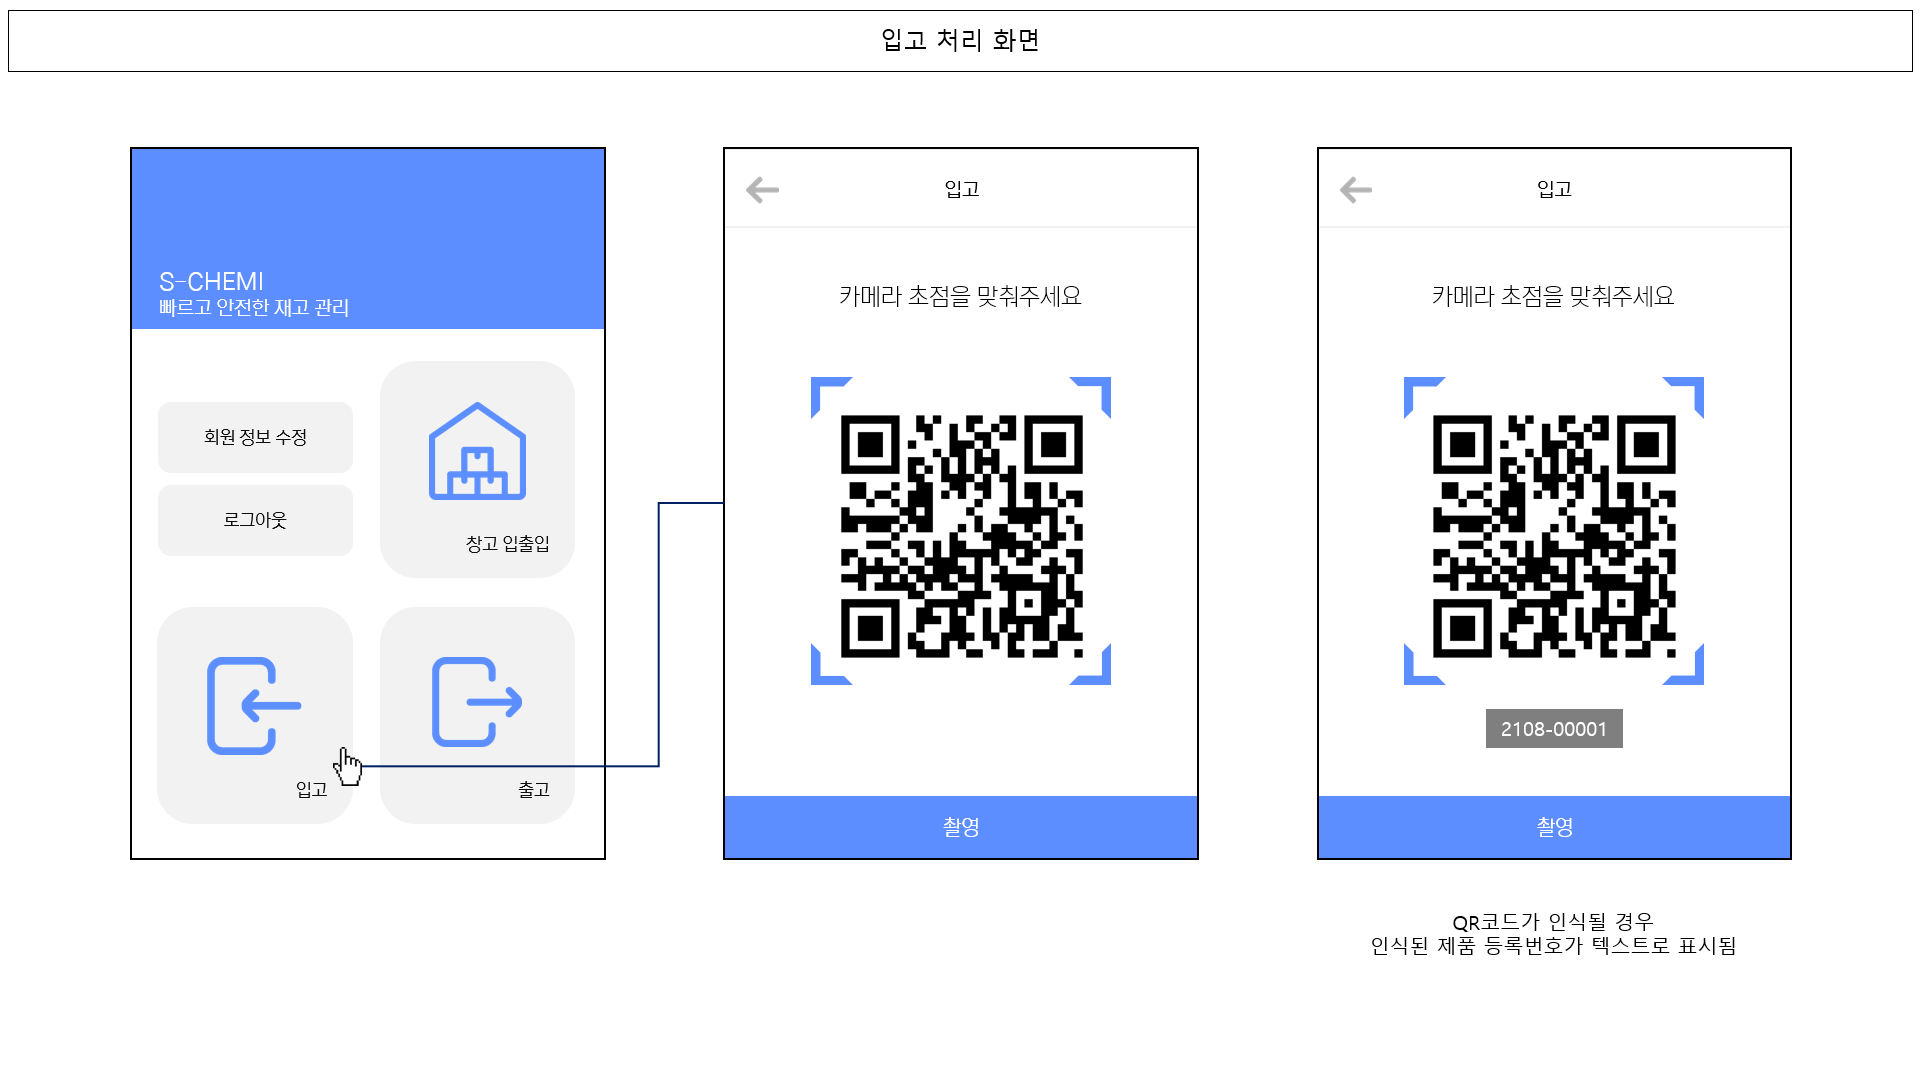 입고 처리 화면
S-CHEMI
빠르고 안전한 재고 관리
회원 정보 수정
로그아웃
창고 입출입
입고
출고
입고
카메라 초점을 맞춰주세요
촬영
입고
카메라 초점을 맞춰주세요
2108-00001
촬영
QR코드가 인식될 경우
인식된 제품 등록번호가 텍스트로 표시됨